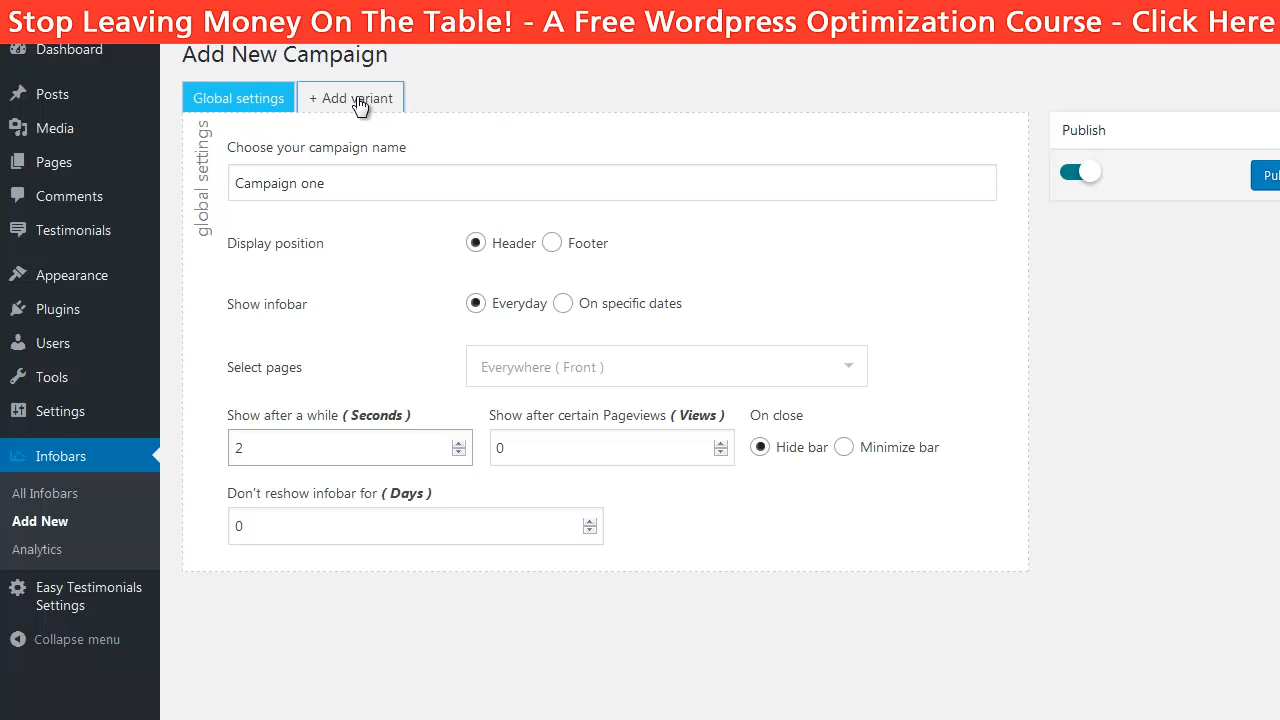 Stop Leaving Money On The Table! - A Free Wordpress Optimization Course - Click Here
Dashboard
Posts
Media
Pages
Comments
Testimonials
Appearance
Plugins
Users
Tools
Settings
Infobars
All Infobars
Add New
Analytics
Easy Testimonials
Settings
Collapse menu
Add New Campaign
Global settings
+ Add variant
global settings
Choose your campaign name
Campaign one
Display position
Header
Footer
Show infobar
Everyday
On specific dates
Select pages
Everywhere ( Front )
Show after a while ( Seconds )
Show after certain Pageviews ( Views )
On close
2
0
Hide bar
Minimize bar
Don't reshow infobar for ( Days )
0
Publish
Pu